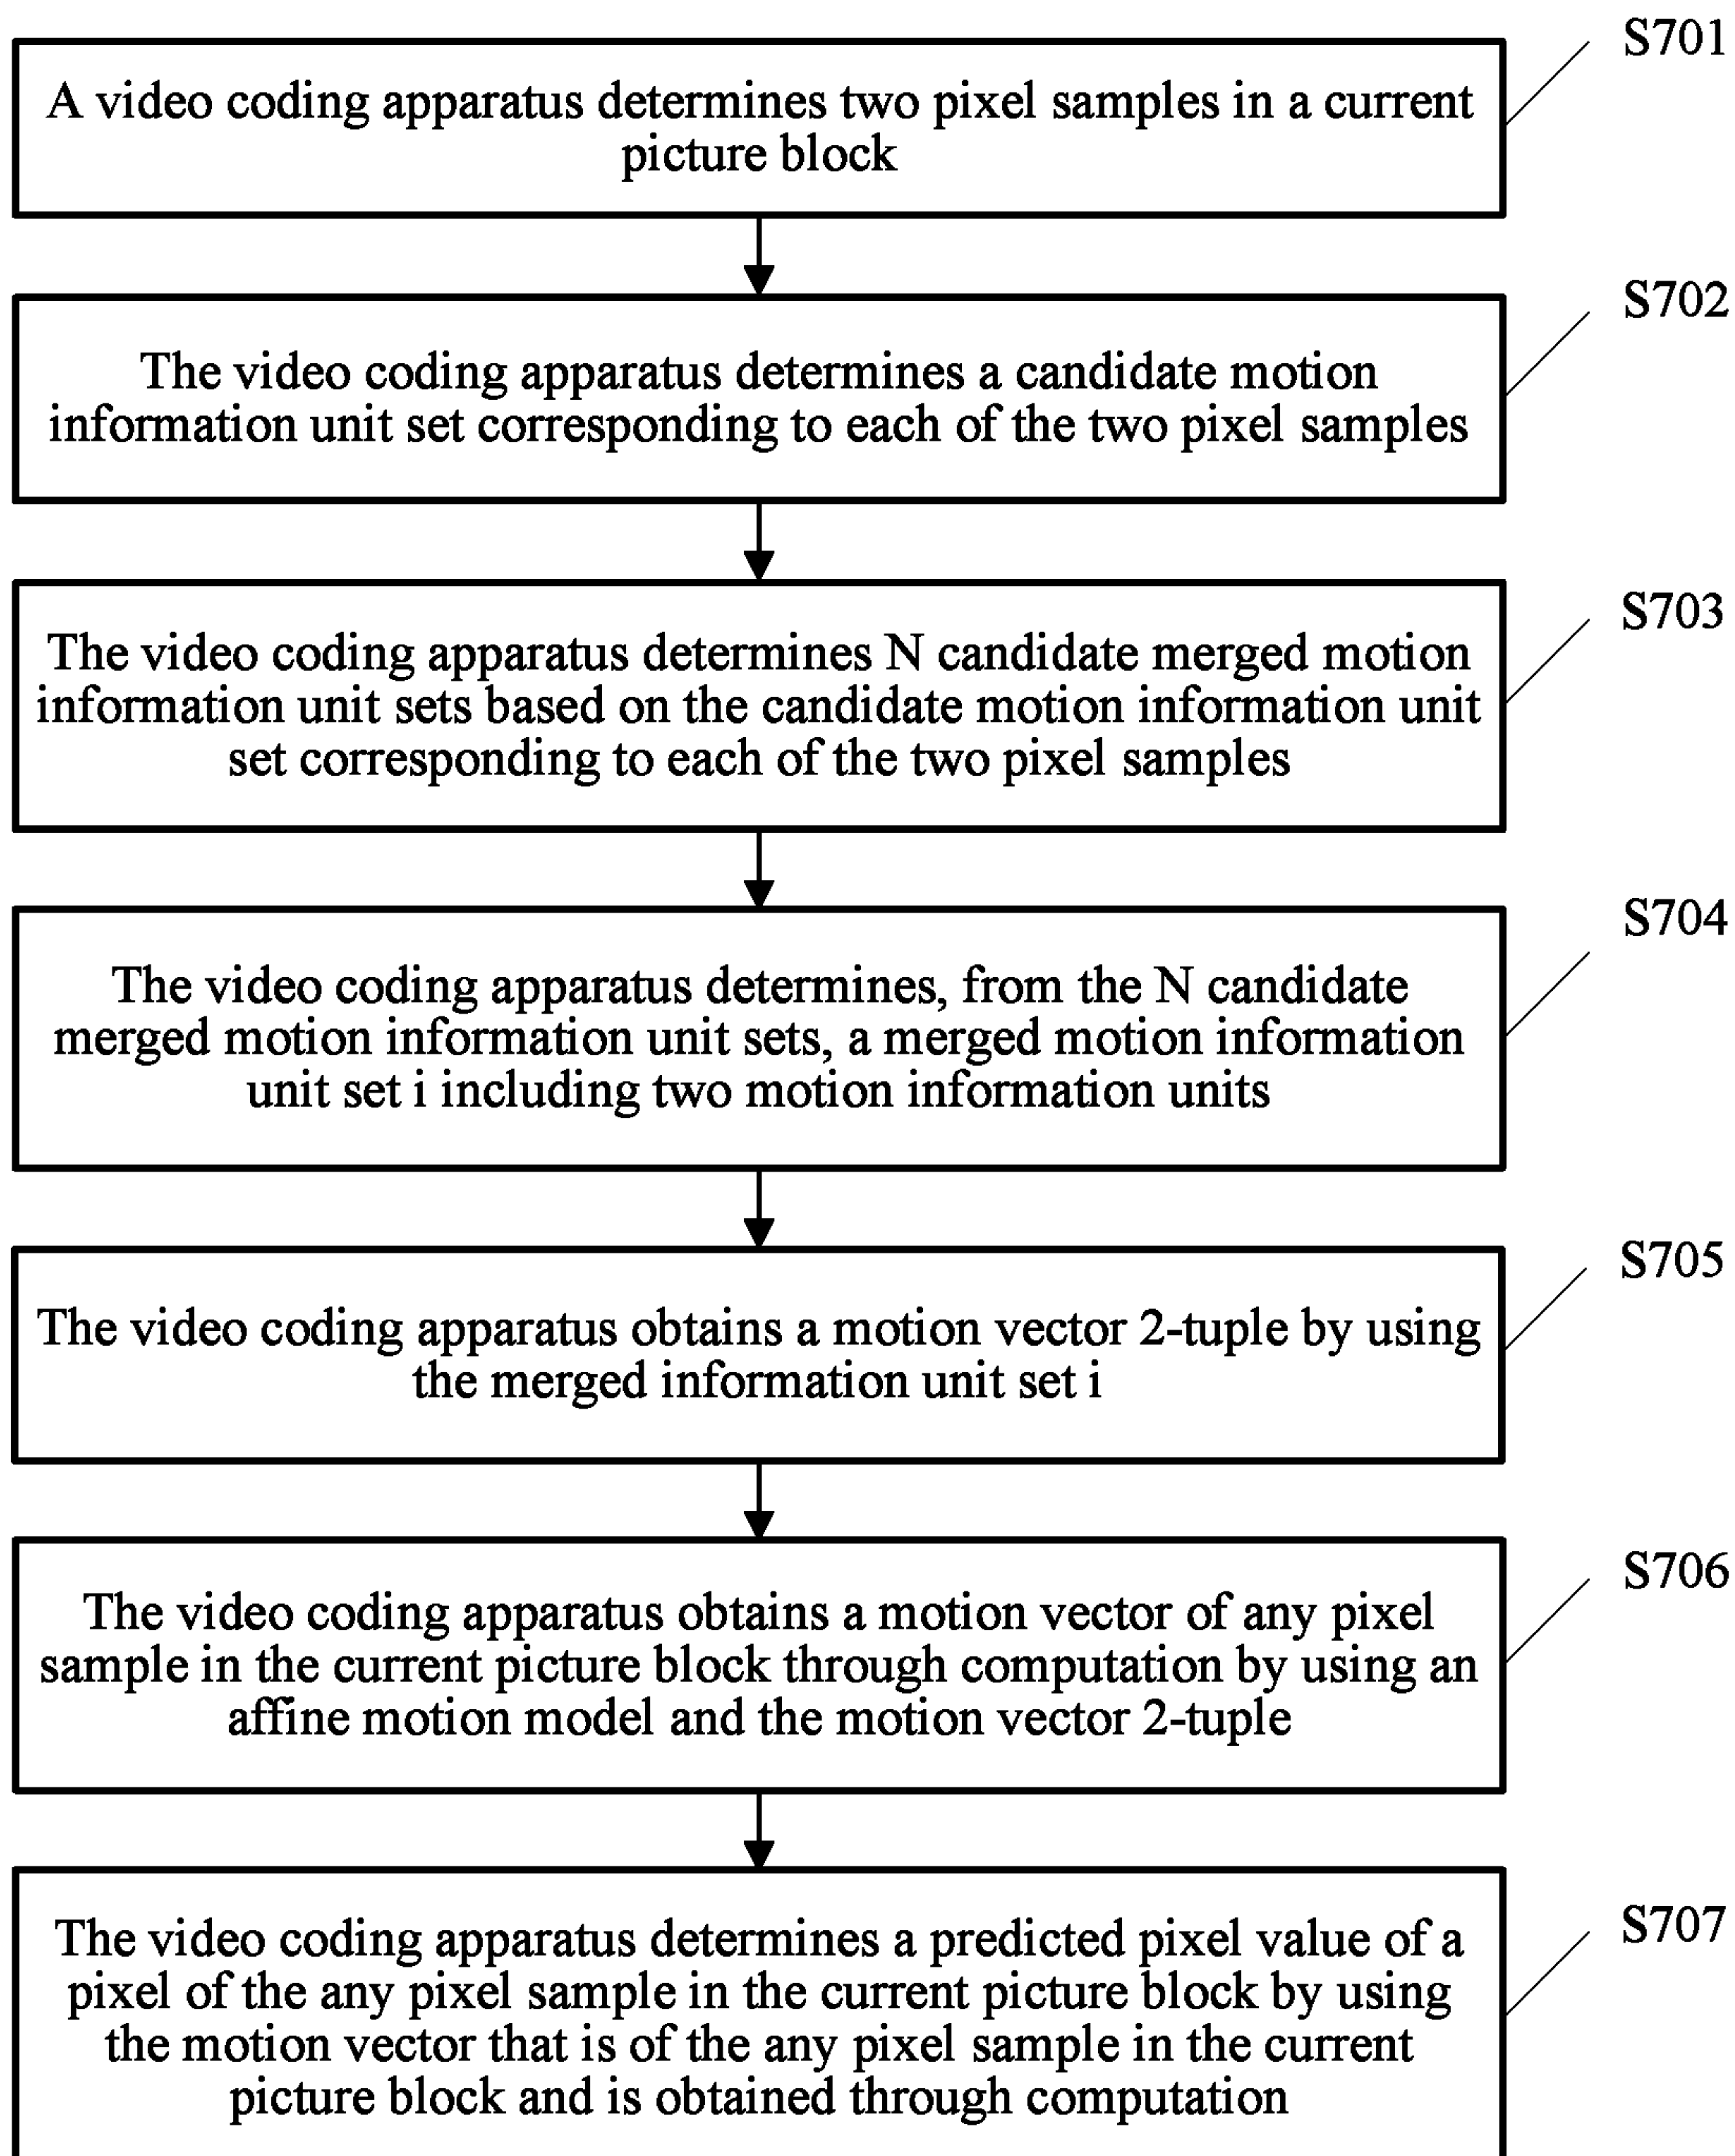 S701
A video coding apparatus determines two pixel samples in a current
picture block
S702
The video coding apparatus determines a candidate motion
information unit set corresponding to each of the two pixel samples
S703
The video coding apparatus determines N candidate merged motion
information unit sets based on the candidate motion information unit
set corresponding to each of the two pixel samples
S704
The video coding apparatus determines, from the N candidate
merged motion information unit sets, a merged motion information
unit set i including two motion information units
S705
The video coding apparatus obtains a motion vector 2-tuple by using
the merged information unit set i
S706
The video coding apparatus obtains a motion vector of any pixel
sample in the current picture block through computation by using an
affine motion model and the motion vector 2-tuple
S707
The video coding apparatus determines a predicted pixel value of a
pixel of the any pixel sample in the current picture block by using
the motion vector that is of the any pixel sample in the current
picture block and is obtained through computation